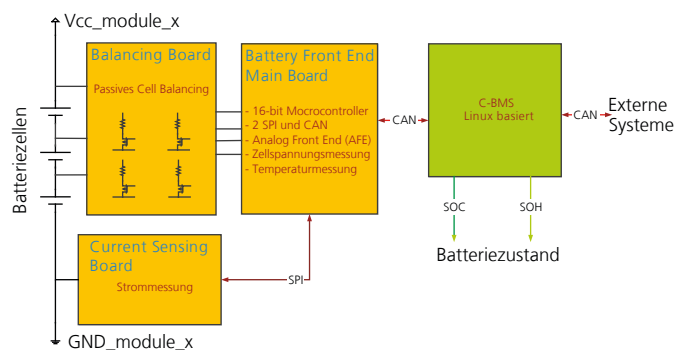 Vcc_module_x
Balancing Board
Passives Cell Balancing
Battery Front End
Main Board
- 16-bit Mocrocontroller
- 2 SPI und CAN
- Analog Front End (AFE)
- Zellspannungsmessung
- Temperaturmessung
CAN
C-BMS
Linux basiert
CAN
Externe
Systeme
Batteriezellen
SOC
SOH
Batteriezustand
Current Sensing
Board
Strommessung
SPI
GND_module_x